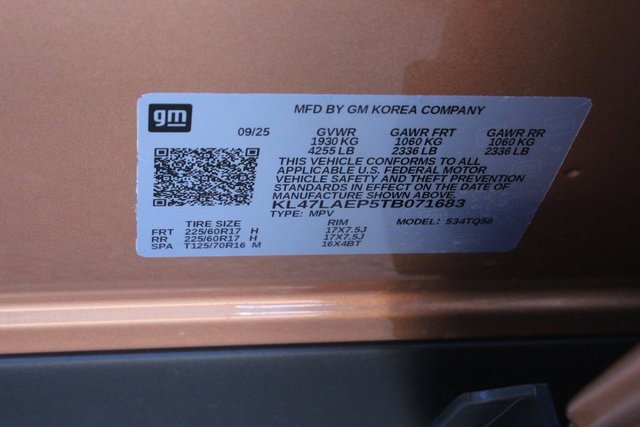 gm
MFD BY GM KOREA COMPANY
09/25 GVWR GAWR FRT GAWR RR
1930 KG 1060 KG 1060 KG
4255 LB 2336 LB 2336 LB
THIS VEHICLE CONFORMS TO ALL
APPLICABLE U.S. FEDERAL MOTOR
VEHICLE SAFETY AND THEFT PREVENTION
STANDARDS IN EFFECT ON THE DATE OF
MANUFACTURE SHOWN ABOVE.
KL47LAEP5TB071683
TYPE: MPV MODEL: 534TQ58
TIRE SIZE RIM
FRT 225/60R17 H 17X7.5J
RR 225/60R17 H 17X7.5J
SPA T125/70R16 M 16X4BT